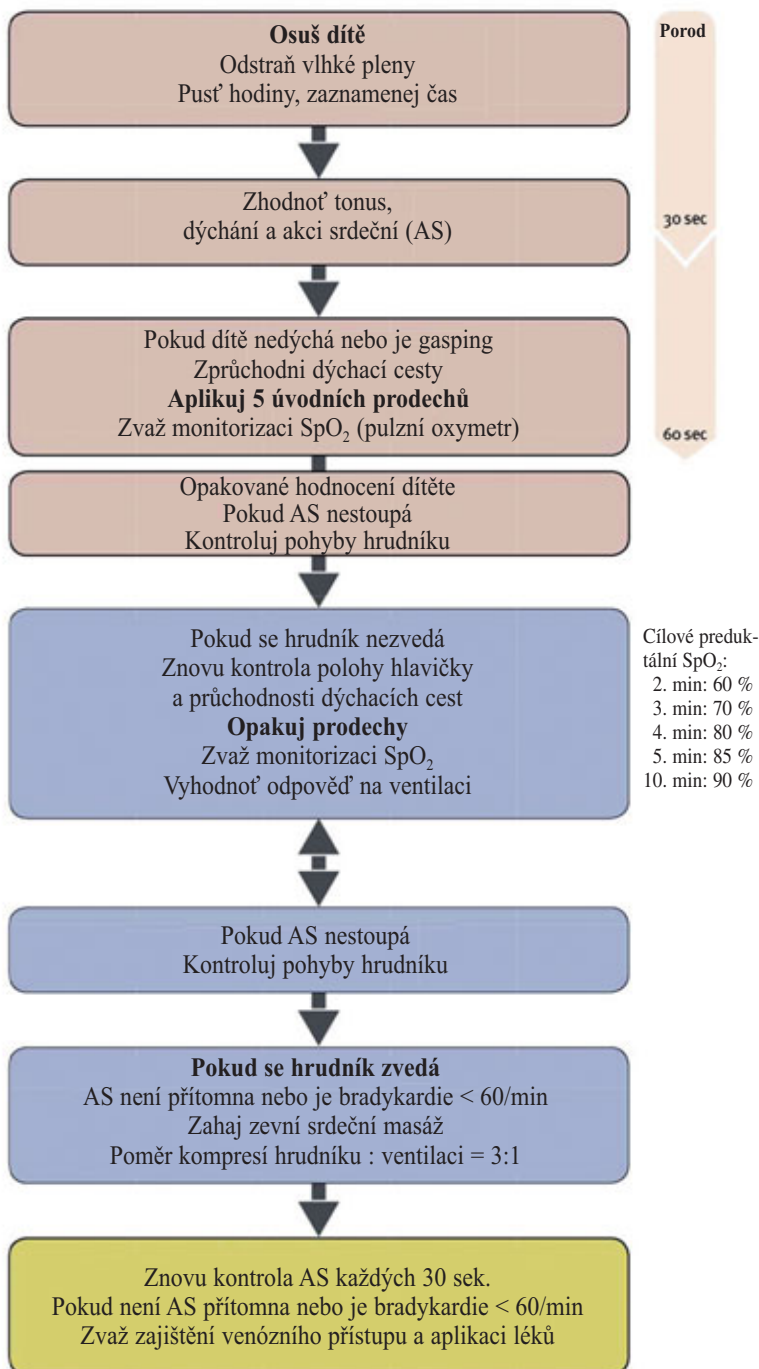 Osuš dítě
Odstraň vlhké pleny
Pusť hodiny, zaznamenej čas
Porod
Zhodnoť tonus,
dýchání a akci srdeční (AS)
30 sec
Pokud dítě nedýchá nebo je gasping
Zprůchodni dýchací cesty
Aplikuj 5 úvodních prodechů
Zvaž monitorizaci SpO₂ (pulzní oxymetr)
60 sec
Opakované hodnocení dítěte
Pokud AS nestoupá
Kontroluj pohyby hrudníku
Pokud se hrudník nezvedá
Znovu kontrola polohy hlavičky
a průchodnosti dýchacích cest
Opakuj prodechy
Zvaž monitorizaci SpO₂
Vyhodnoť odpověď na ventilaci
Cílové preduk-
tální SpO₂:
2. min: 60 %
3. min: 70 %
4. min: 80 %
5. min: 85 %
10. min: 90 %
Pokud AS nestoupá
Kontroluj pohyby hrudníku
Pokud se hrudník zvedá
AS není přítomna nebo je bradykardie < 60/min
Zahaj zevní srdeční masáž
Poměr kompresí hrudníku : ventilaci = 3:1
Znovu kontrola AS každých 30 sek.
Pokud není AS přítomna nebo je bradykardie < 60/min
Zvaž zajištění venózního přístupu a aplikaci léků